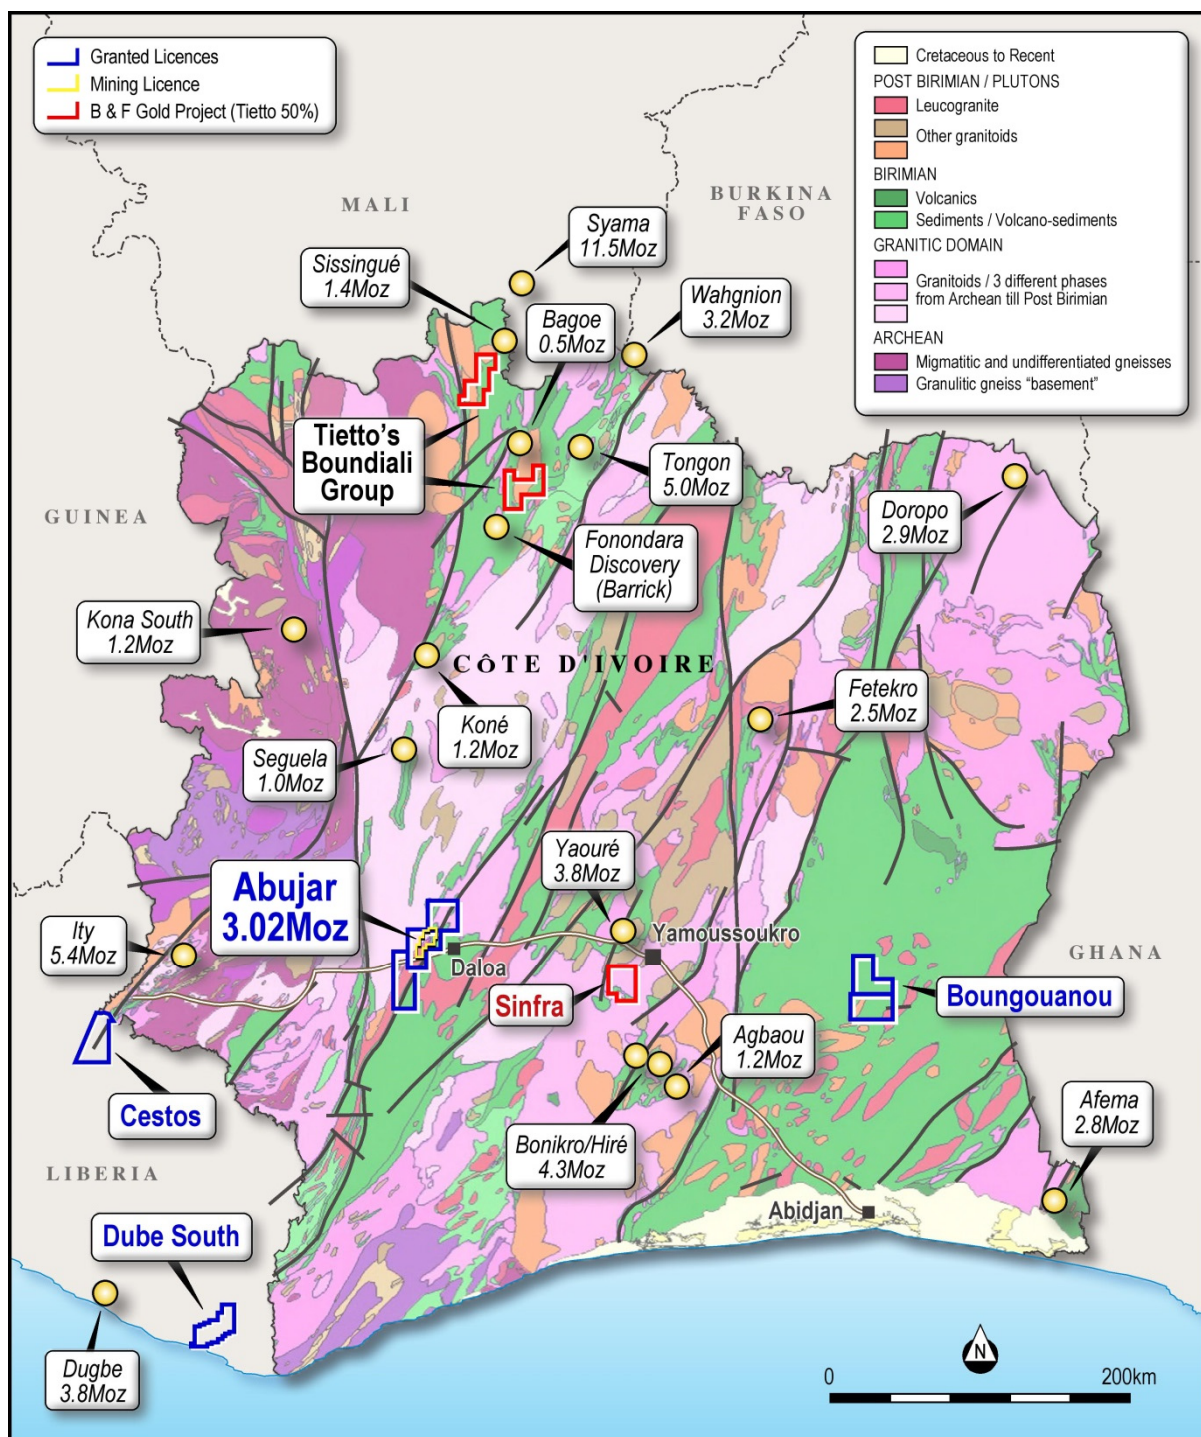 Granted Licences
Mining Licence
B & F Gold Project (Tietto 50%)
Cretaceous to Recent
POST BIRIMIAN / PLUTONS
Leucogranite
Other granitoids
BIRIMIAN
Volcanics
Sediments / Volcano-sediments
GRANITIC DOMAIN
Granitoids / 3 different phases
from Archean till Post Birimian
ARCHEAN
Migmatitic and undifferentiated gneisses
Granulitic gneiss “basement”
MALI
BURKINA
FASO
Syama
11.5Moz
Sissingué
1.4Moz
Bagoe
0.5Moz
Wahgnion
3.2Moz
Tietto's
Boundiali
Group
Tongon
5.0Moz
Doropo
2.9Moz
GUINEA
Fonondara
Discovery
(Barrick)
Kona South
1.2Moz
CÔTE D'IVOIRE
Koné
1.2Moz
Fetekro
2.5Moz
Seguela
1.0Moz
Yaouré
3.8Moz
Abujar
3.02Moz
Ity
5.4Moz
Daloa
Yamoussoukro
GHANA
Sinfra
Boungouanou
Agbaou
1.2Moz
Cestos
Bonikro/Hiré
4.3Moz
Afema
2.8Moz
LIBERIA
Abidjan
Dube South
Dugbe
3.8Moz
N
0 200km